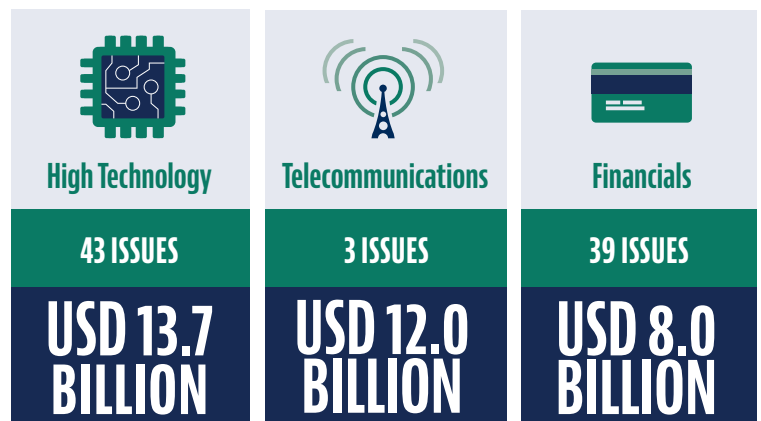 High Technology
43 ISSUES
USD 13.7
BILLION
Telecommunications
3 ISSUES
USD 12.0
BILLION
Financials
39 ISSUES
USD 8.0
BILLION